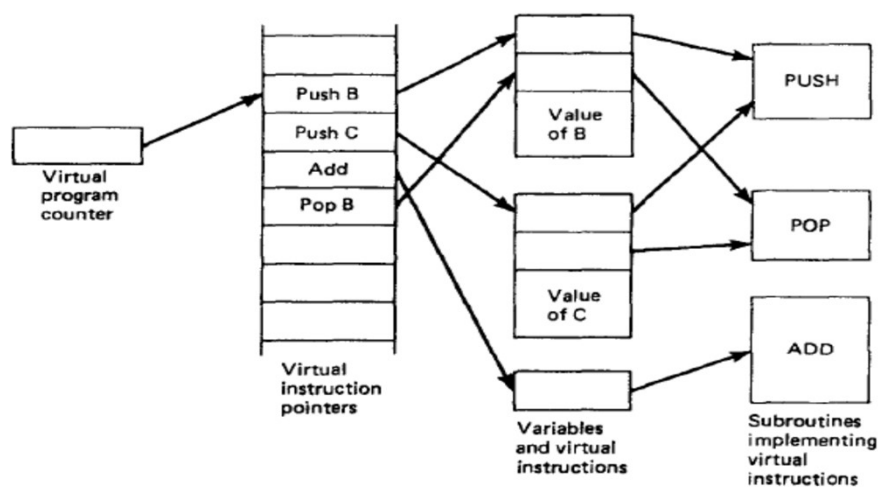 Virtual
program
counter
Push B
Push C
Add
Pop B
Virtual
instruction
pointers
Value
of B
Value
of C
Variables
and virtual
instructions
PUSH
POP
ADD
Subroutines
implementing
virtual
instructions